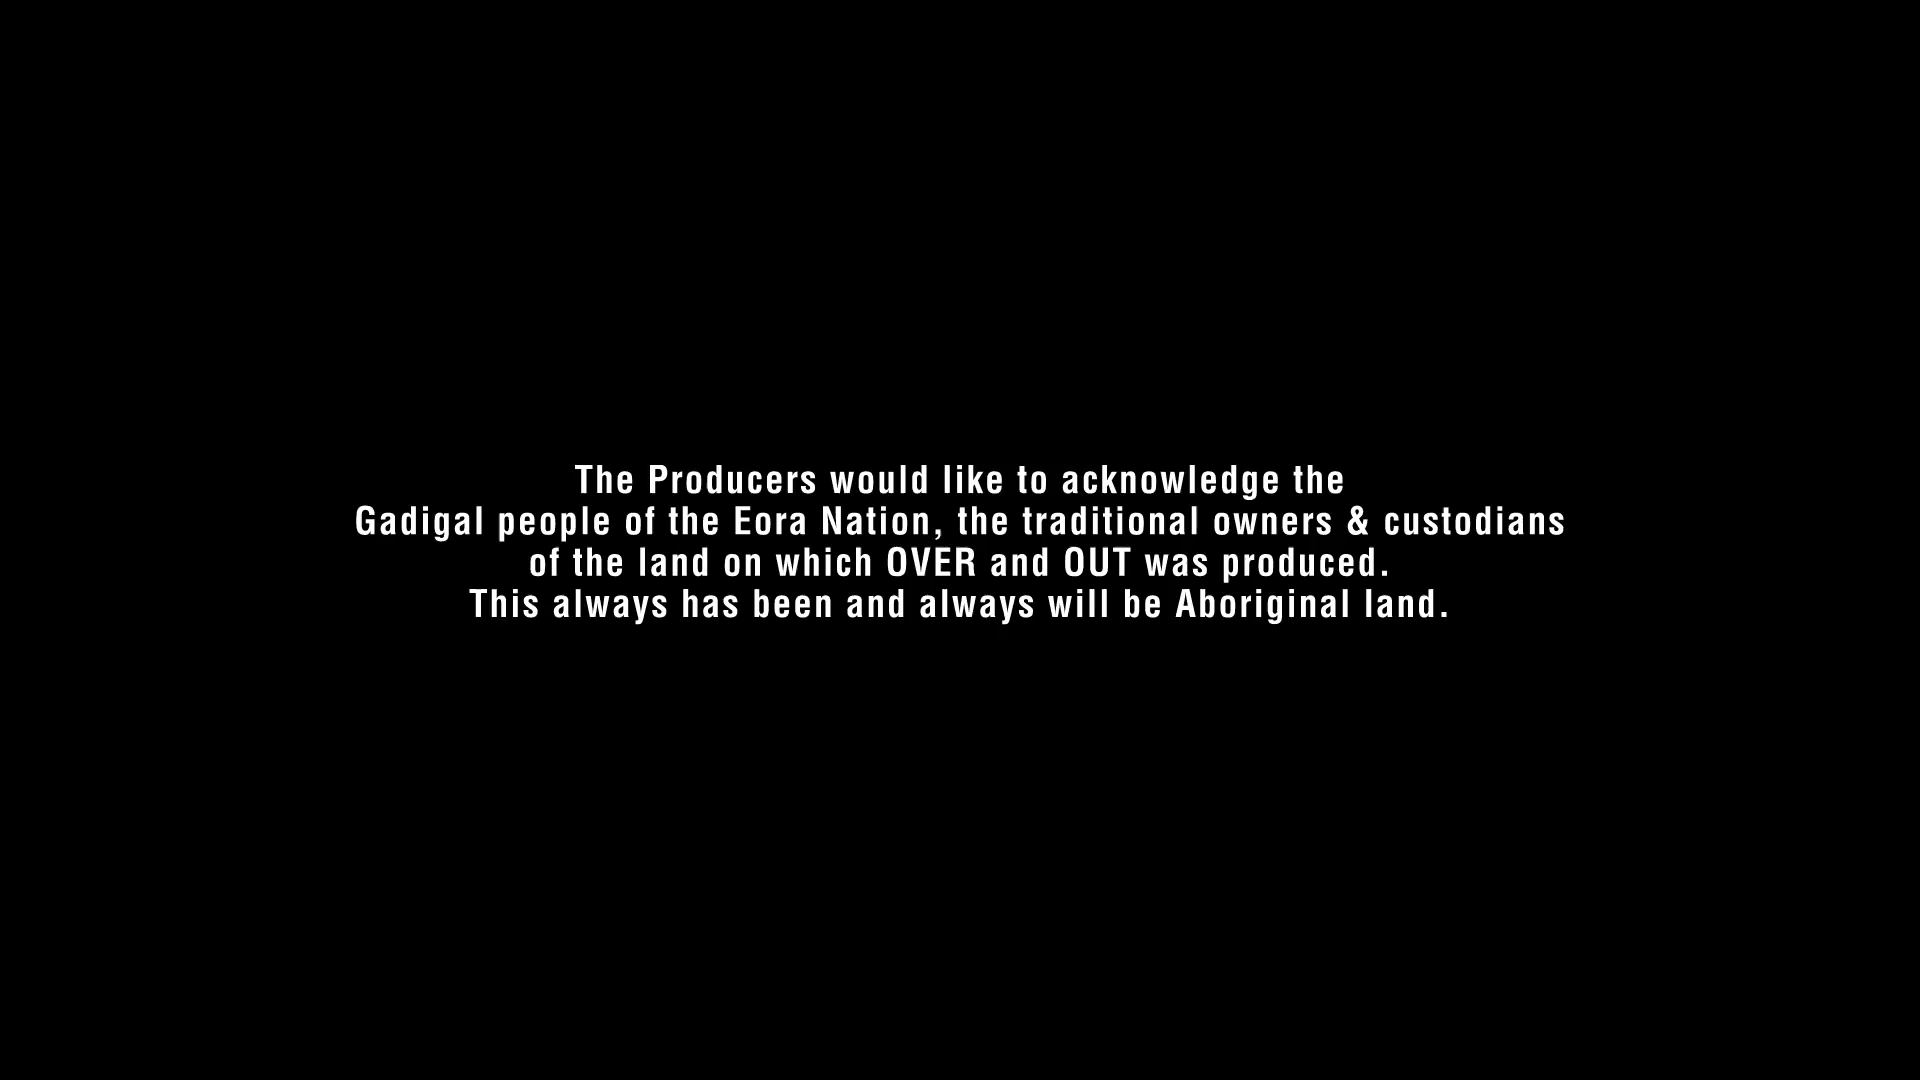 The Producers would like to acknowledge the
Gadigal people of the Eora Nation, the traditional owners & custodians
of the land on which OVER and OUT was produced.
This always has been and always will be Aboriginal land.